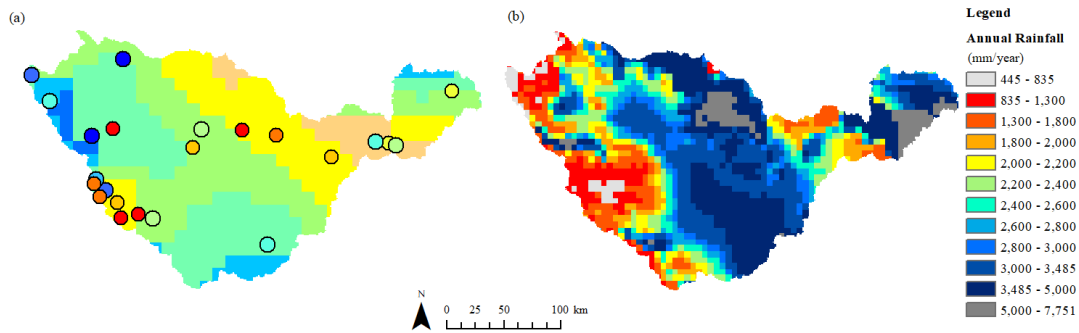 (a)
(b)
Legend
Annual Rainfall
(mm/year)
445 - 835
835 - 1,300
1,300 - 1,800
1,800 - 2,000
2,000 - 2,200
2,200 - 2,400
2,400 - 2,600
2,600 - 2,800
2,800 - 3,000
3,000 - 3,485
3,485 - 5,000
5,000 - 7,751
N
0 25 50 100 km